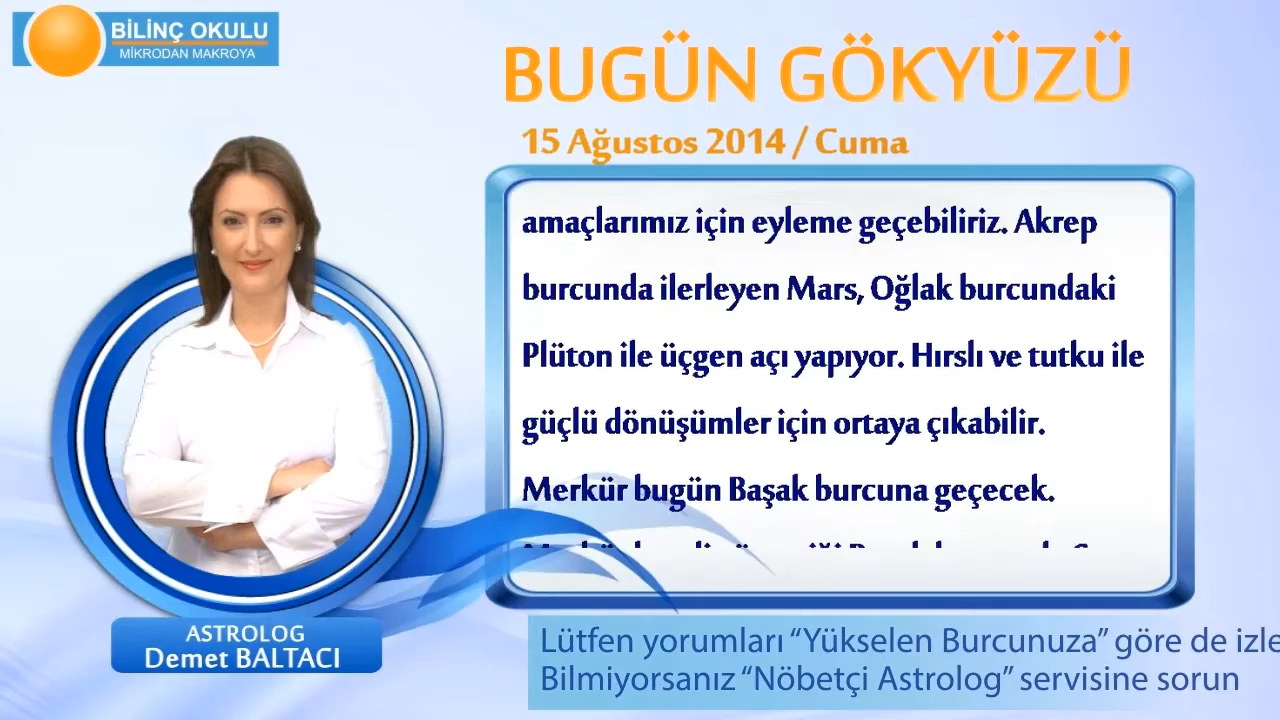 BİLİNÇ OKULU
MİKRODAN MAKROYA
BUGÜN GÖKYÜZÜ
15 Ağustos 2014 / Cuma
amaçlarımız için eyleme geçebiliriz. Akrep
burcunda ilerleyen Mars, Oğlak burcundaki
Plüton ile üçgen açı yapıyor. Hırslı ve tutku ile
güçlü dönüşümler için ortaya çıkabilir.
Merkür bugün Başak burcuna geçecek.
ASTROLOG
Demet BALTACI
Lütfen yorumları “Yükselen Burcunuza” göre de izle
Bilmiyorsanız “Nöbetçi Astrolog” servisine sorun